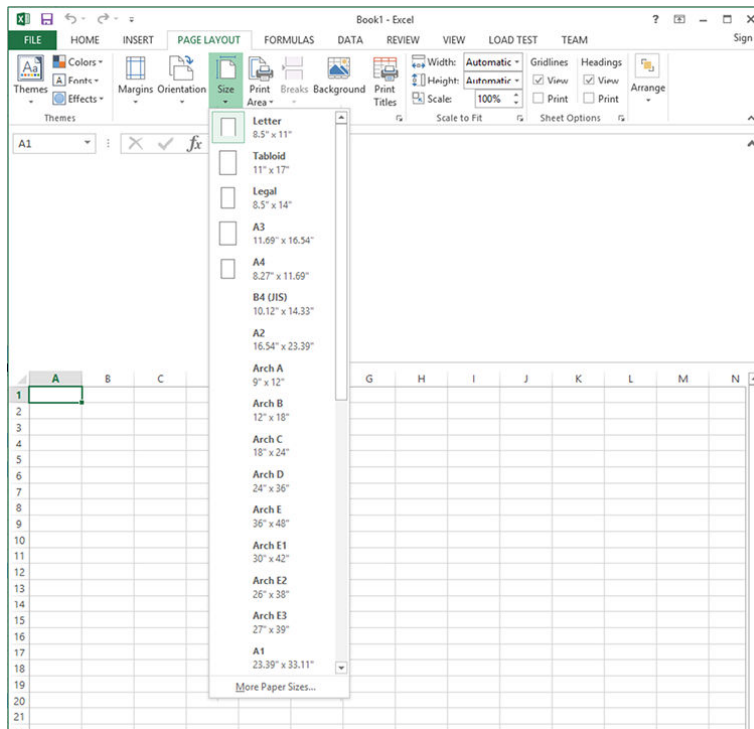 Book1 - Excel
?
FILE HOME INSERT PAGE LAYOUT FORMULAS DATA REVIEW VIEW LOAD TEST TEAM Sign
Aa Themes
Colors
A Fonts
Effects
Margins Orientation Size Print Area Breaks Background Print Titles
Width: Automatic
Height: Automatic
Scale: 100%
Gridlines Headings
View View
Print Print
Arrange
Themes Scale to Fit Sheet Options
A1 fx
Letter
8.5" x 11"
Tabloid
11" x 17"
Legal
8.5" x 14"
A3
11.69" x 16.54"
A4
8.27" x 11.69"
B4 (JIS)
10.12" x 14.33"
A2
16.54" x 23.39"
Arch A
9" x 12"
Arch B
12" x 18"
Arch C
18" x 24"
Arch D
24" x 36"
Arch E
36" x 48"
Arch E1
30" x 42"
Arch E2
26" x 38"
Arch E3
27" x 39"
A1
23.39" x 33.11"
More Paper Sizes...
A B C G H I J K L M N
1
2
3
4
5
6
7
8
9
10
11
12
13
14
15
16
17
18
19
20
21